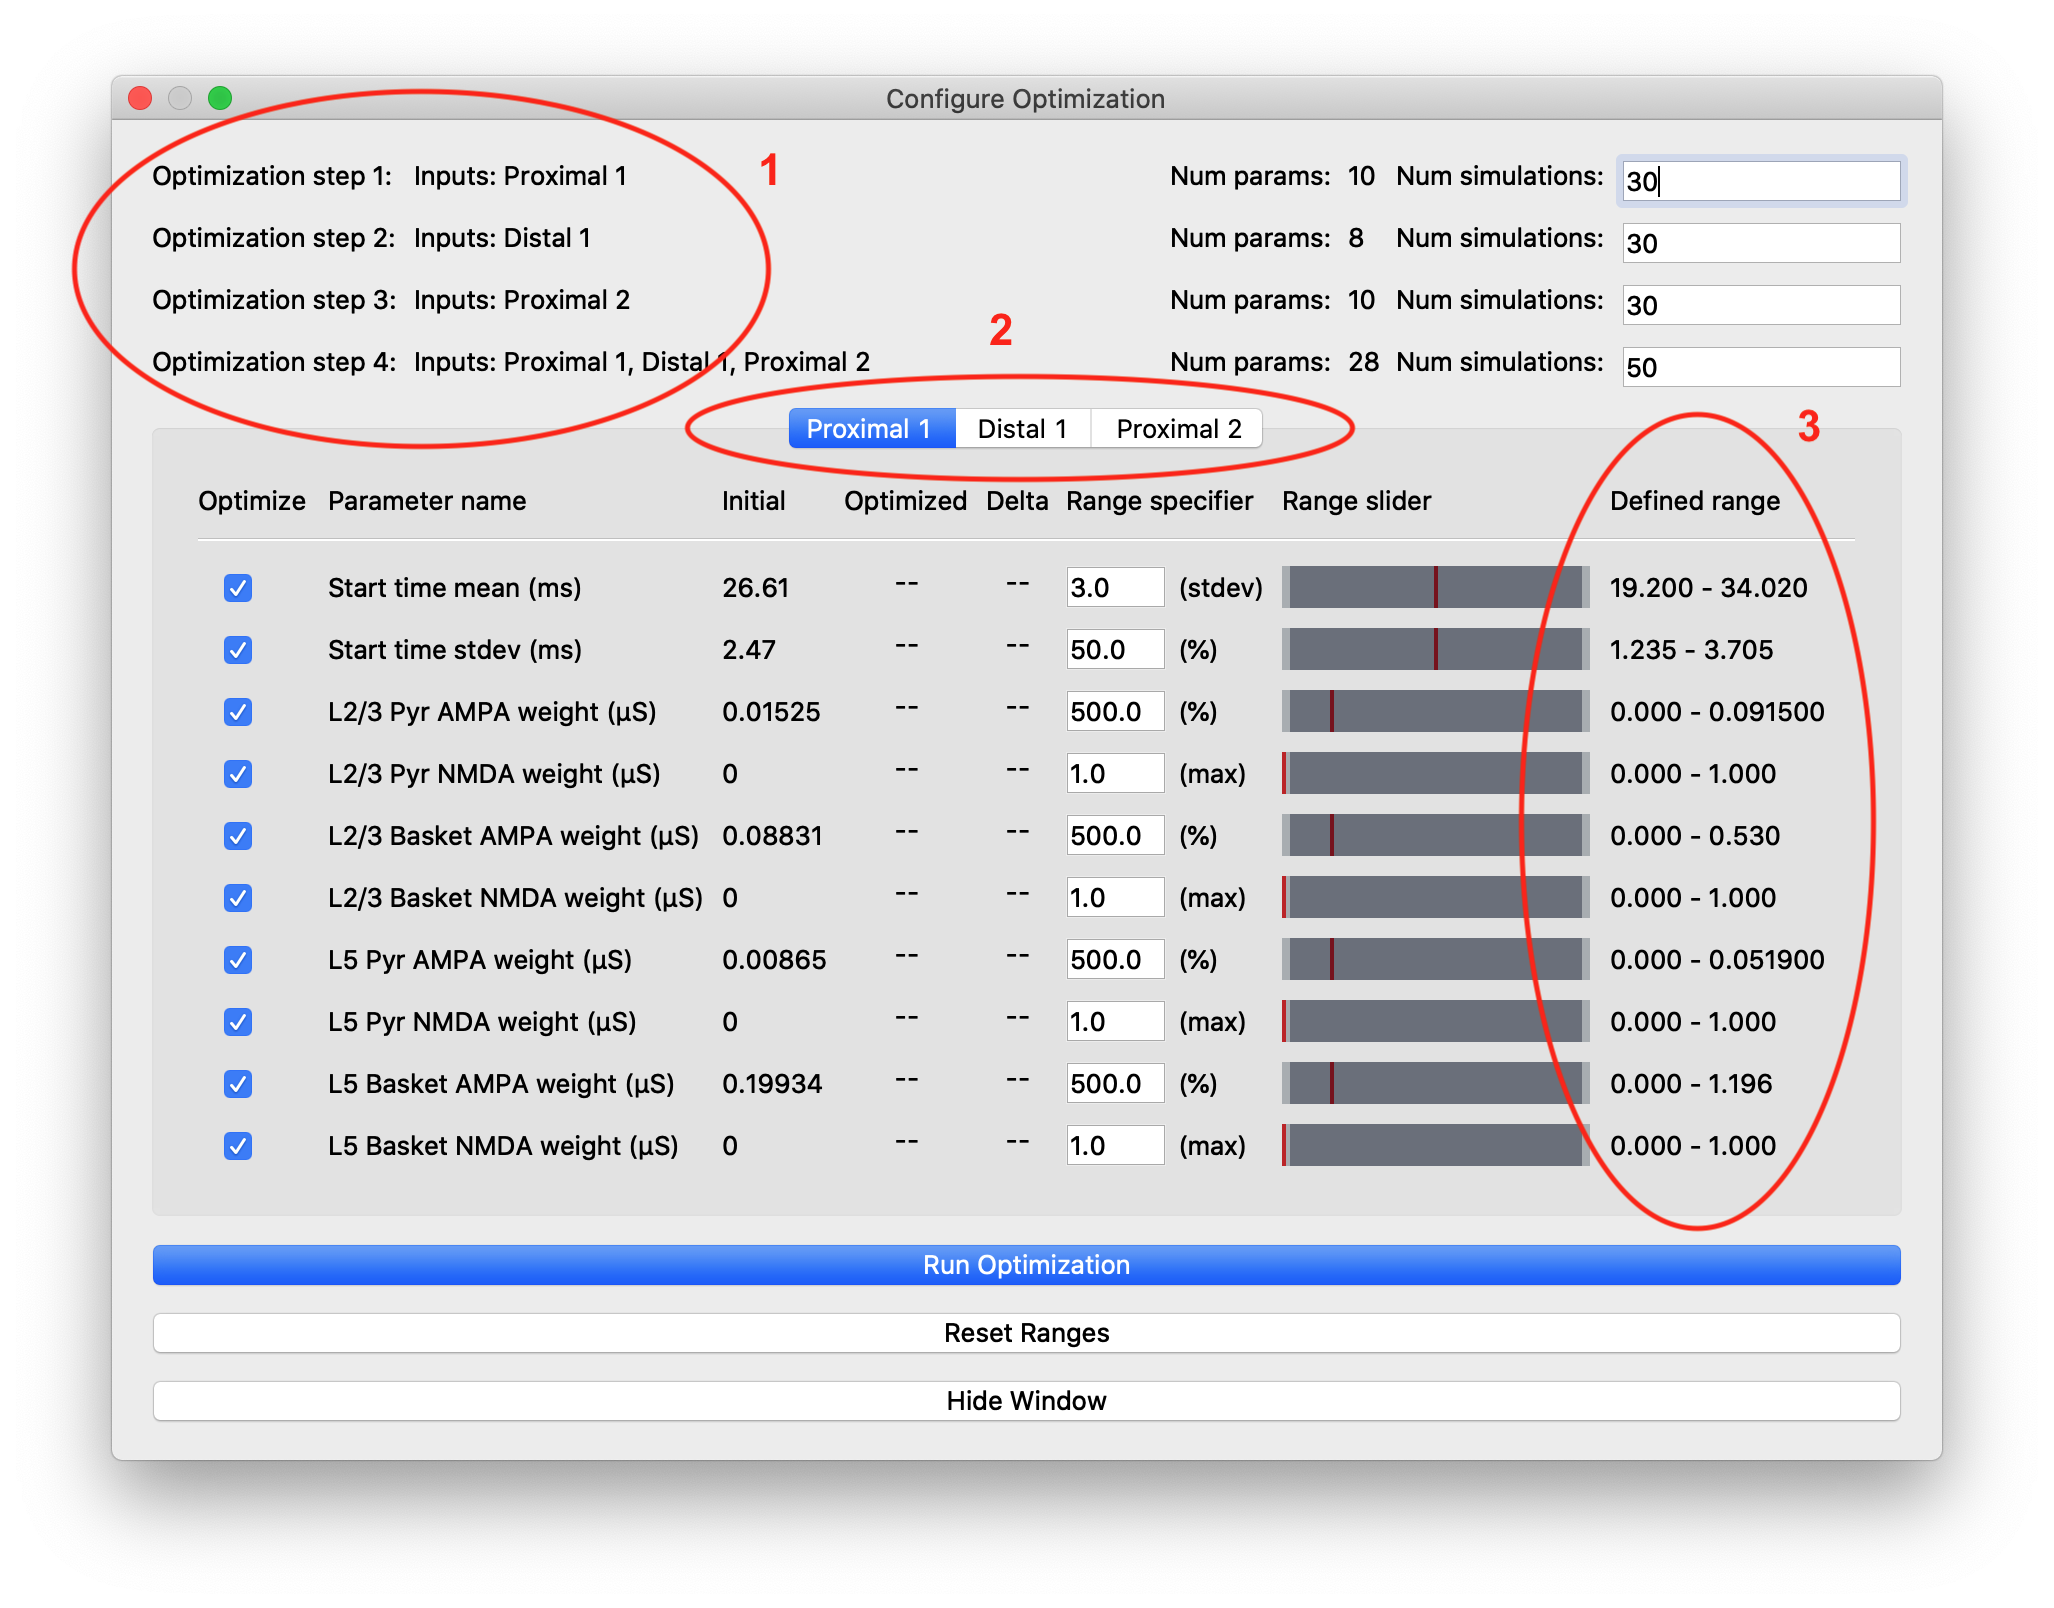 Configure Optimization
1
Optimization step 1: Inputs: Proximal 1 Num params: 10 Num simulations: 30
Optimization step 2: Inputs: Distal 1 Num params: 8 Num simulations: 30
Optimization step 3: Inputs: Proximal 2 Num params: 10 Num simulations: 30
2
Optimization step 4: Inputs: Proximal 1, Distal 1, Proximal 2 Num params: 28 Num simulations: 50
Proximal 1 Distal 1 Proximal 2
3
Optimize Parameter name Initial Optimized Delta Range specifier Range slider Defined range
Start time mean (ms) 26.61 -- -- 3.0 (stdev) 19.200 - 34.020
Start time stdev (ms) 2.47 -- -- 50.0 (%) 1.235 - 3.705
L2/3 Pyr AMPA weight (µS) 0.01525 -- -- 500.0 (%) 0.000 - 0.091500
L2/3 Pyr NMDA weight (µS) 0 -- -- 1.0 (max) 0.000 - 1.000
L2/3 Basket AMPA weight (µS) 0.08831 -- -- 500.0 (%) 0.000 - 0.530
L2/3 Basket NMDA weight (µS) 0 -- -- 1.0 (max) 0.000 - 1.000
L5 Pyr AMPA weight (µS) 0.00865 -- -- 500.0 (%) 0.000 - 0.051900
L5 Pyr NMDA weight (µS) 0 -- -- 1.0 (max) 0.000 - 1.000
L5 Basket AMPA weight (µS) 0.19934 -- -- 500.0 (%) 0.000 - 1.196
L5 Basket NMDA weight (µS) 0 -- -- 1.0 (max) 0.000 - 1.000
Run Optimization
Reset Ranges
Hide Window